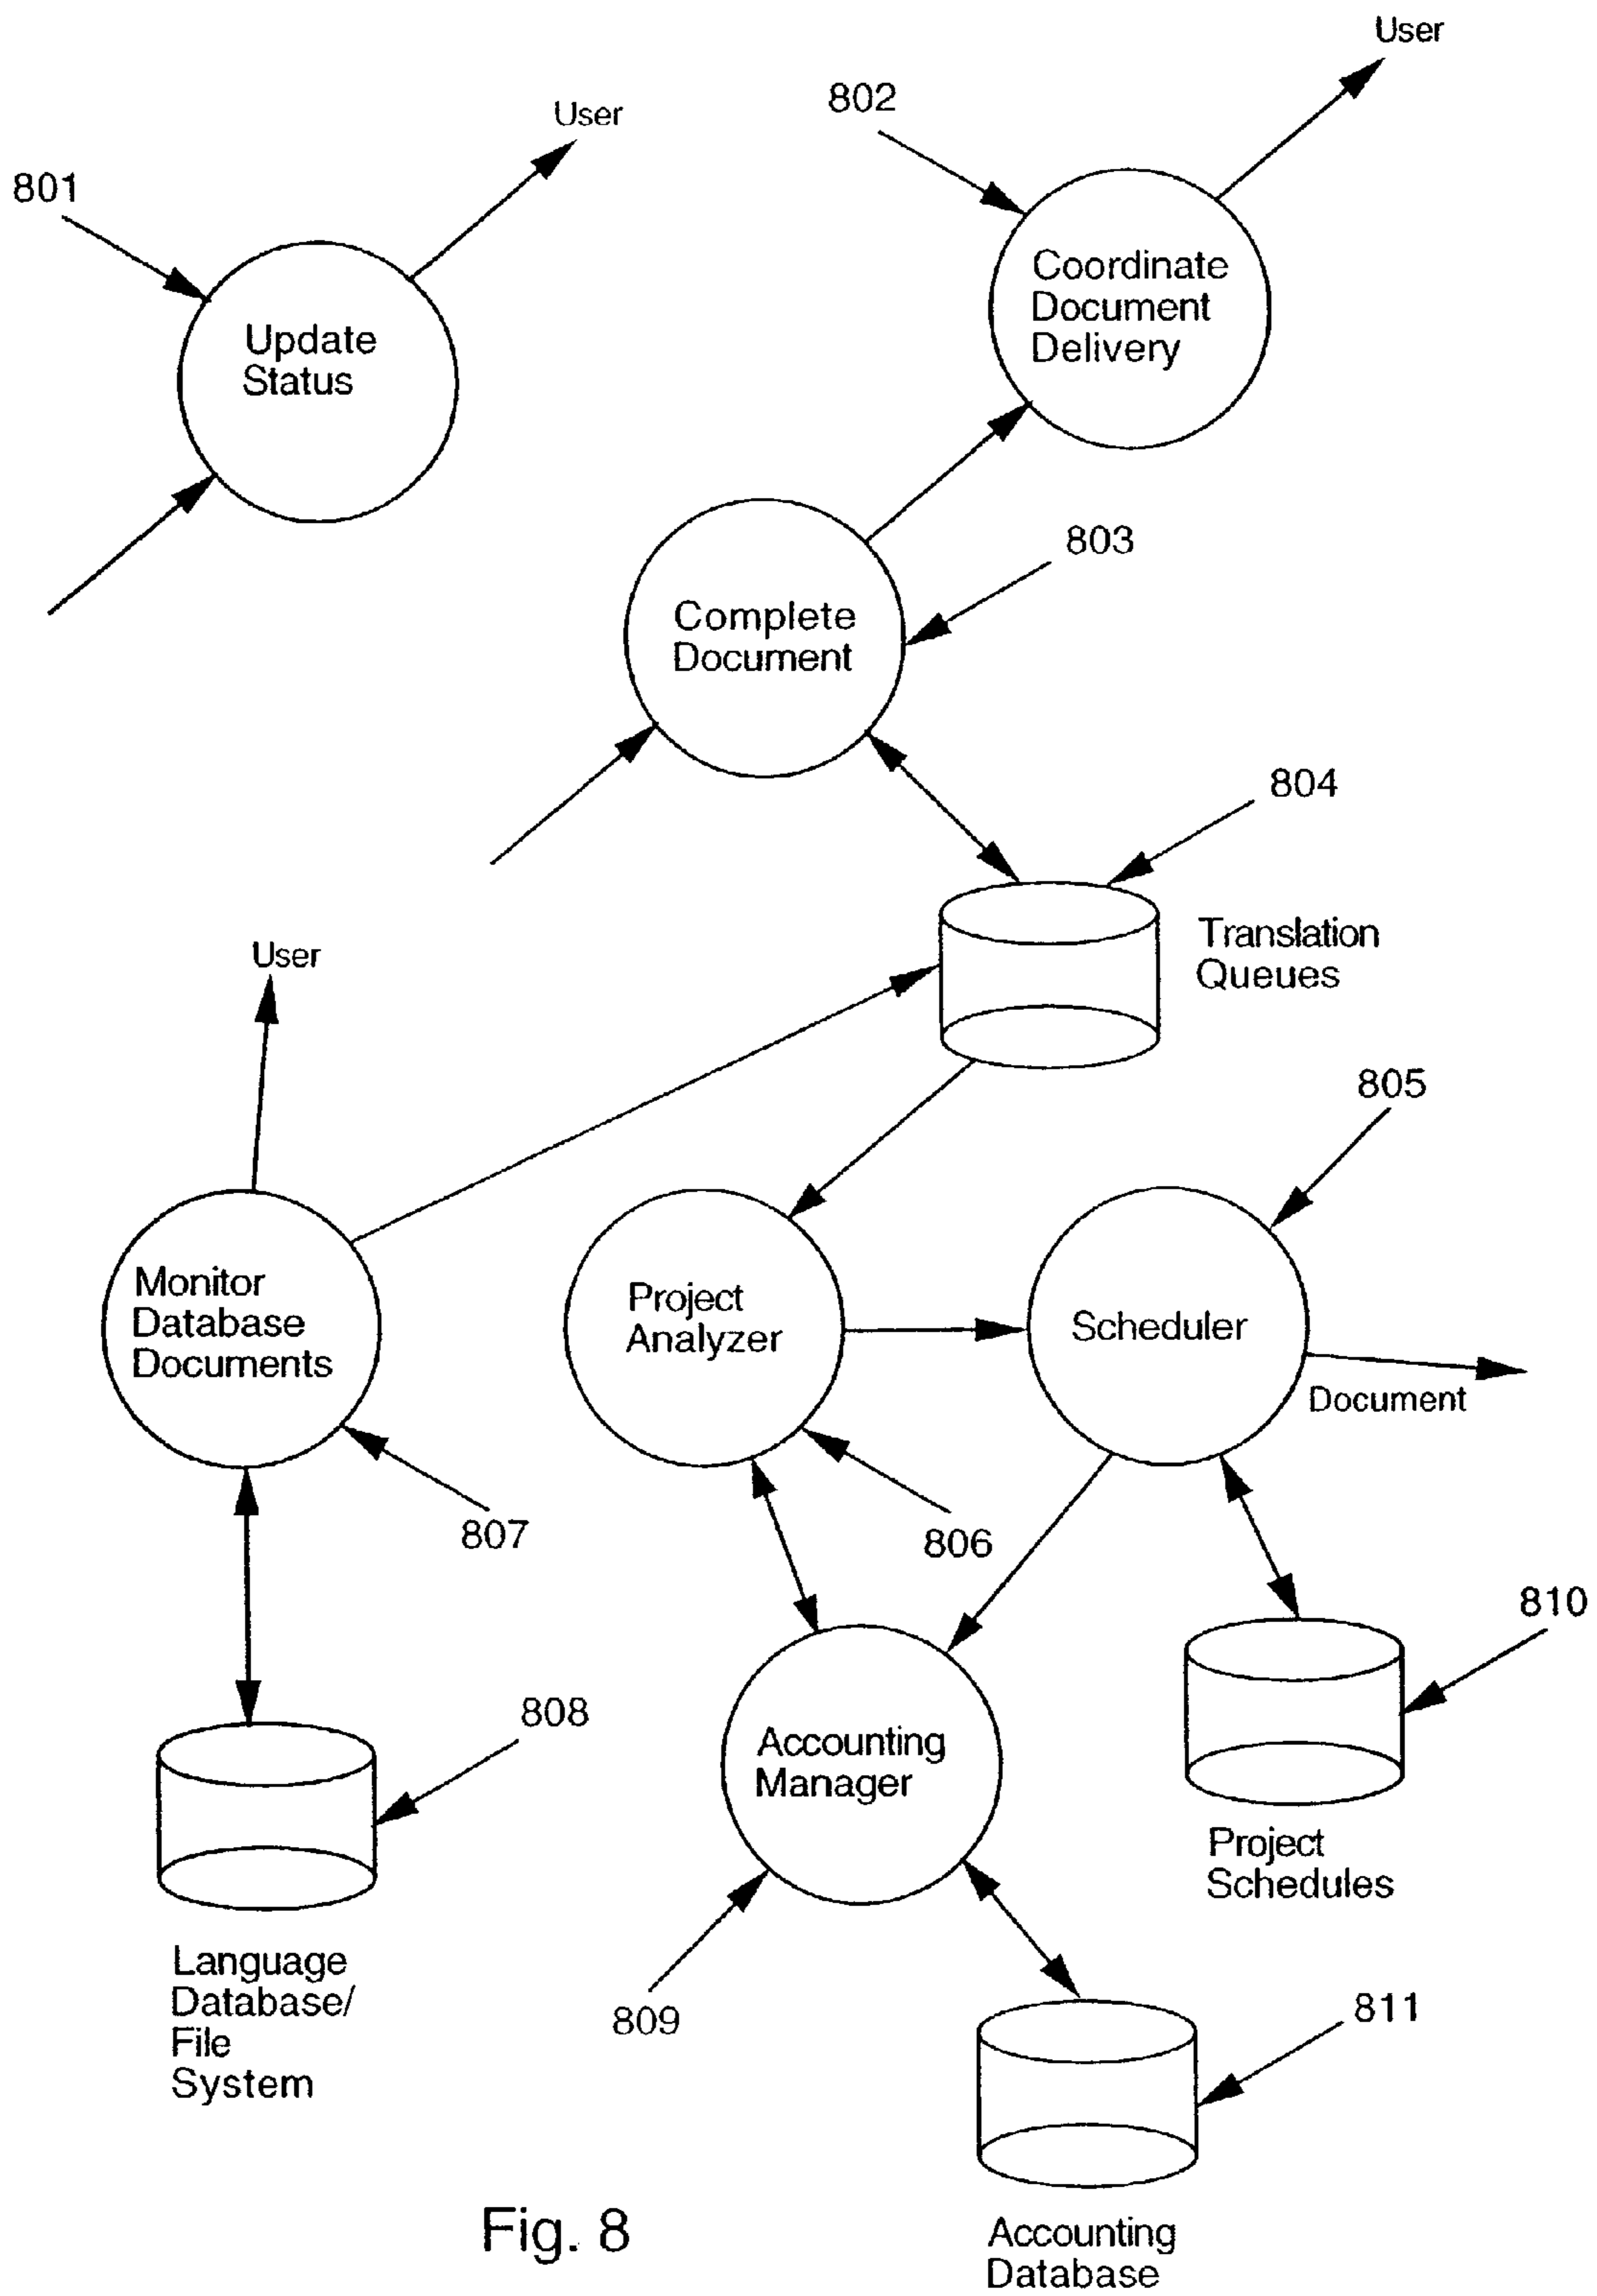 User
802
User
801
Coordinate
Document
Delivery
Update
Status
803
Complete
Document
804
Translation
Queues
User
805
Monitor
Database
Documents
Project
Analyzer
Scheduler
Document
807
806
810
808
Accounting
Manager
Project
Schedules
Language
Database/
File
System
809
811
Fig. 8
Accounting
Database